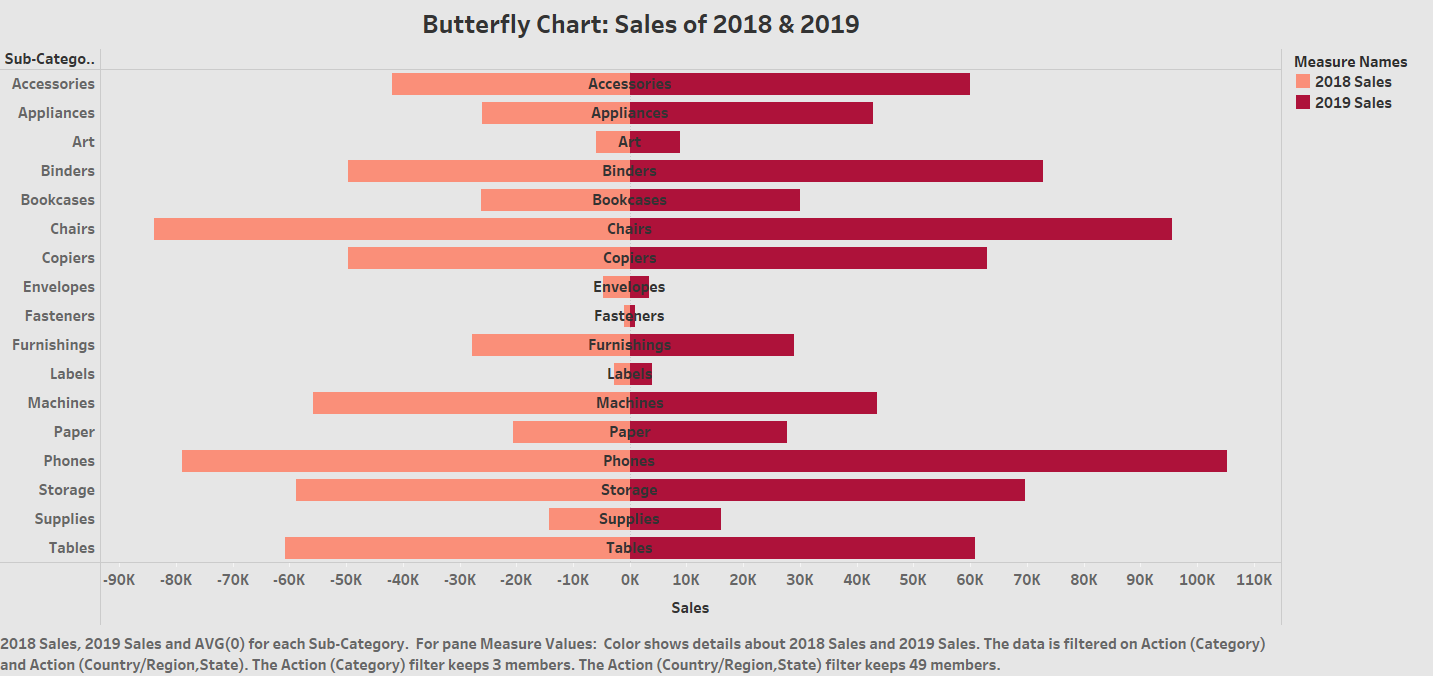 Butterfly Chart: Sales of 2018 & 2019
Sub-Catego..
Measure Names
2018 Sales
2019 Sales
Accessories Accessories
Appliances Appliances
Art Art
Binders Binders
Bookcases Bookcases
Chairs Chairs
Copiers Copiers
Envelopes Envelopes
Fasteners Fasteners
Furnishings Furnishings
Labels Labels
Machines Machines
Paper Paper
Phones Phones
Storage Storage
Supplies Supplies
Tables Tables
-90K -80K -70K -60K -50K -40K -30K -20K -10K 0K 10K 20K 30K 40K 50K 60K 70K 80K 90K 100K 110K
Sales
2018 Sales, 2019 Sales and AVG(0) for each Sub-Category. For pane Measure Values: Color shows details about 2018 Sales and 2019 Sales. The data is filtered on Action (Category)
and Action (Country/Region,State). The Action (Category) filter keeps 3 members. The Action (Country/Region,State) filter keeps 49 members.